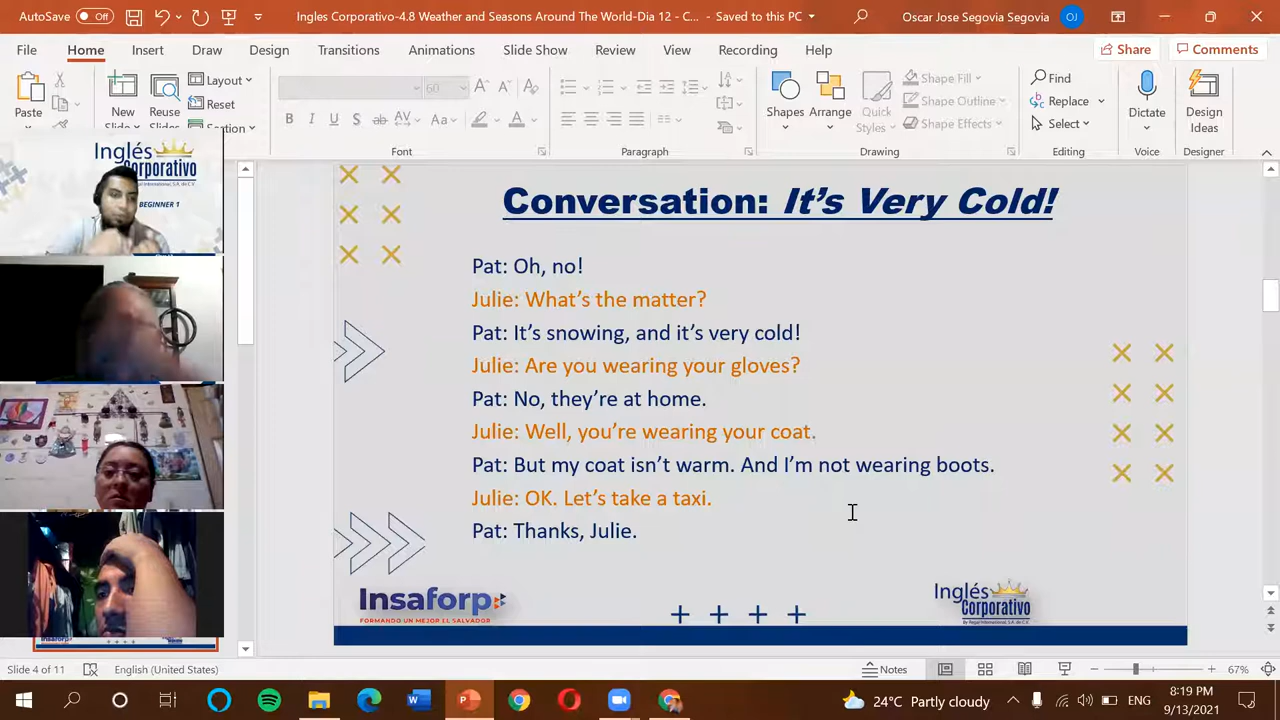 AutoSave Off Ingles Corporativo-4.8 Weather and Seasons Around The World-Dia 12 - C... - Saved to this PC Oscar Jose Segovia Segovia OJ
File Home Insert Draw Design Slide Show Transitions Animations Review View Recording Help Share Comments
Paste New Reuse Slides Layout Reset Section
B I U S ab AV Aa A
Shapes Arrange Quick Styles Shape Fill Shape Outline Shape Effects
Find Replace Select Dictate Design Ideas
Font Paragraph Drawing Editing Voice Designer
Inglés
Corporativo
BEGINNER 1
Conversation: It's Very Cold!
Pat: Oh, no!
Julie: What's the matter?
Pat: It's snowing, and it's very cold!
Julie: Are you wearing your gloves?
Pat: No, they're at home.
Julie: Well, you're wearing your coat.
Pat: But my coat isn't warm. And I'm not wearing boots.
Julie: OK. Let's take a taxi.
Pat: Thanks, Julie.
Insaforp
FORMANDO UN MEJOR EL SALVADOR
Inglés
Corporativo
Insaforp
Slide 4 of 11 English (United States) Notes 67%
24°C Partly cloudy ENG 8:19 PM
9/13/2021